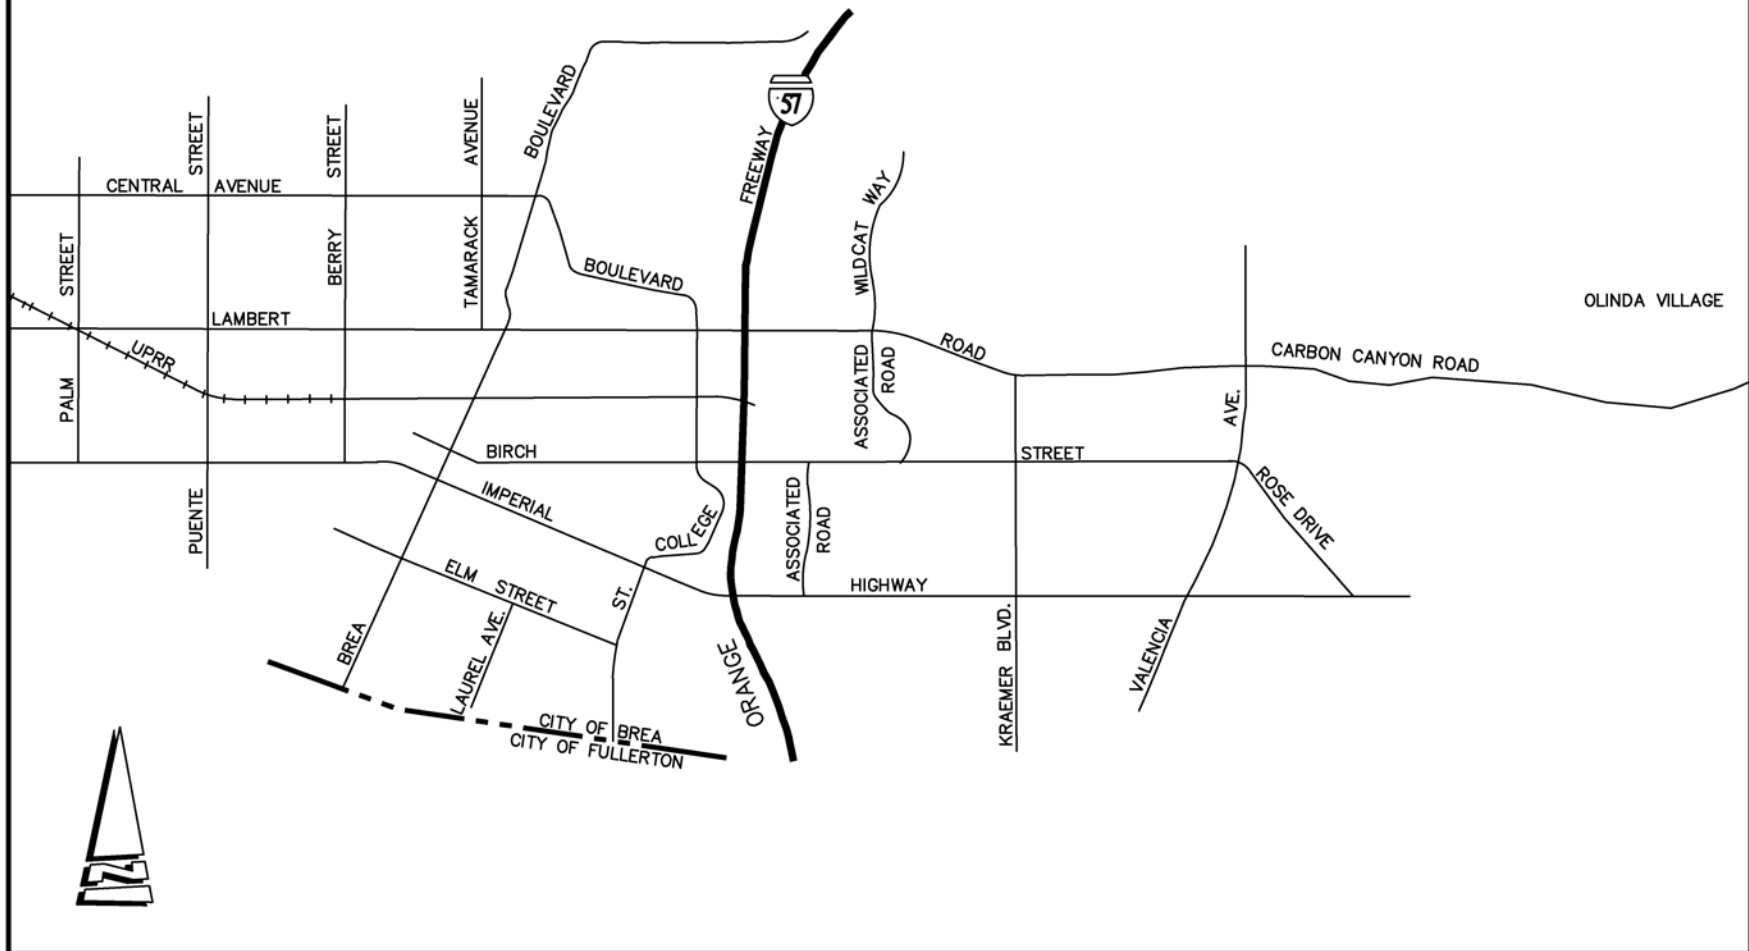 BOULEVARD
57
FREEWAY
STREET
STREET
AVENUE
CENTRAL AVENUE
WILDCAT WAY
STREET
BERRY
TAMARACK
BOULEVARD
OLINDA VILLAGE
LAMBERT
ROAD
CARBON CANYON ROAD
UPRR
PALM
ASSOCIATED
ROAD
AVE.
BIRCH
STREET
IMPERIAL
PUENTE
COLLEGE
ASSOCIATED
ROAD
ROSE DRIVE
ELM STREET
HIGHWAY
ST.
BREA
LAUREL AVE.
ORANGE
KRAEMER BLVD.
VALENCIA
CITY OF BREA
CITY OF FULLERTON
N